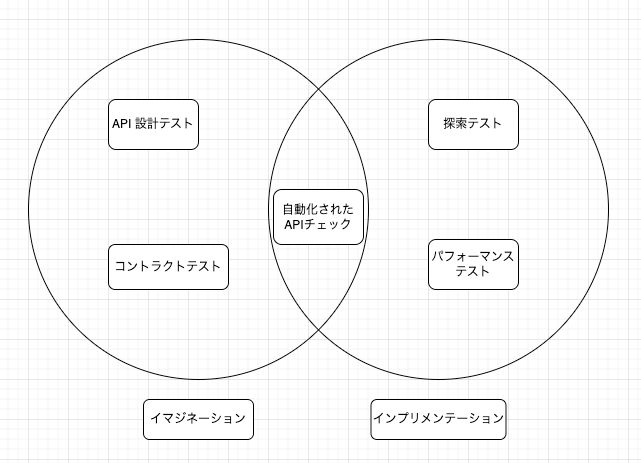 API 設計テスト
探索テスト
自動化された
APIチェック
コントラクトテスト
パフォーマンス
テスト
イマジネーション
インプリメンテーション